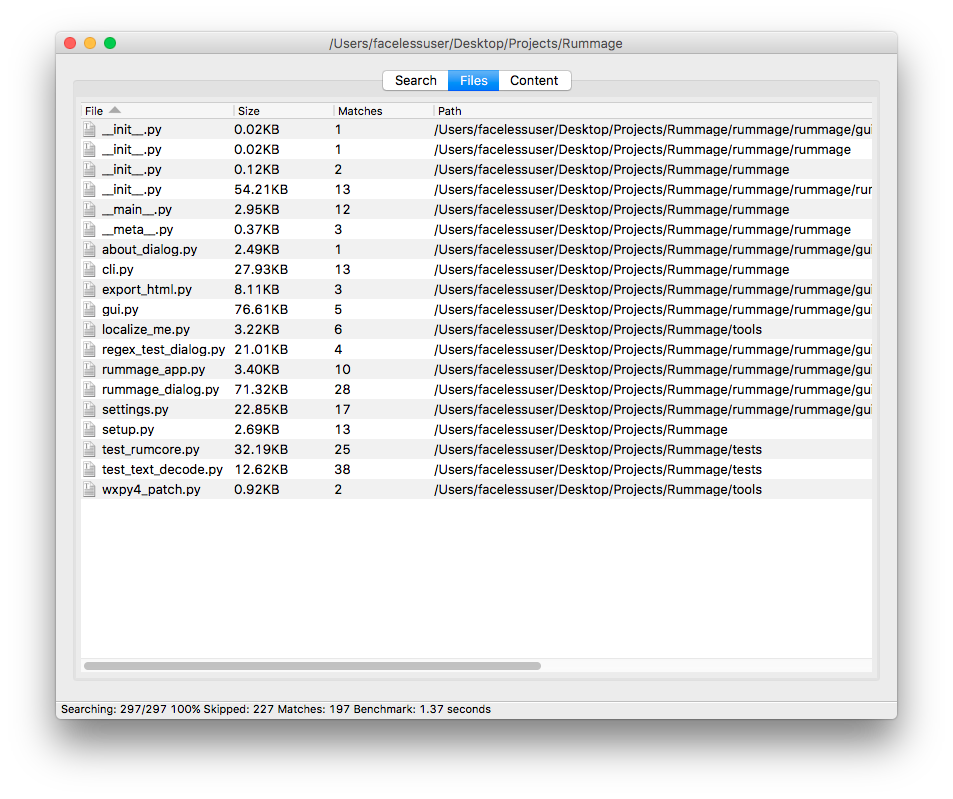 /Users/facelessuser/Desktop/Projects/Rummage
Search Files Content
File Size Matches Path
__init__.py 0.02KB 1 /Users/facelessuser/Desktop/Projects/Rummage/rummage/rummage/gui
__init__.py 0.02KB 1 /Users/facelessuser/Desktop/Projects/Rummage/rummage/rummage
__init__.py 0.12KB 2 /Users/facelessuser/Desktop/Projects/Rummage/rummage
__init__.py 54.21KB 13 /Users/facelessuser/Desktop/Projects/Rummage/rummage/rummage/rur
__main__.py 2.95KB 12 /Users/facelessuser/Desktop/Projects/Rummage/rummage
__meta__.py 0.37KB 3 /Users/facelessuser/Desktop/Projects/Rummage/rummage/rummage
about_dialog.py 2.49KB 1 /Users/facelessuser/Desktop/Projects/Rummage/rummage/rummage/gui
cli.py 27.93KB 13 /Users/facelessuser/Desktop/Projects/Rummage/rummage
export_html.py 8.11KB 3 /Users/facelessuser/Desktop/Projects/Rummage/rummage/rummage/gui
gui.py 76.61KB 5 /Users/facelessuser/Desktop/Projects/Rummage/rummage/rummage/gui
localize_me.py 3.22KB 6 /Users/facelessuser/Desktop/Projects/Rummage/tools
regex_test_dialog.py 21.01KB 4 /Users/facelessuser/Desktop/Projects/Rummage/rummage/rummage/gui
rummage_app.py 3.40KB 10 /Users/facelessuser/Desktop/Projects/Rummage/rummage/rummage/gui
rummage_dialog.py 71.32KB 28 /Users/facelessuser/Desktop/Projects/Rummage/rummage/rummage/gui
settings.py 22.85KB 17 /Users/facelessuser/Desktop/Projects/Rummage/rummage/rummage/gui
setup.py 2.69KB 13 /Users/facelessuser/Desktop/Projects/Rummage
test_rumcore.py 32.19KB 25 /Users/facelessuser/Desktop/Projects/Rummage/tests
test_text_decode.py 12.62KB 38 /Users/facelessuser/Desktop/Projects/Rummage/tests
wxpy4_patch.py 0.92KB 2 /Users/facelessuser/Desktop/Projects/Rummage/tools
Searching: 297/297 100% Skipped: 227 Matches: 197 Benchmark: 1.37 seconds